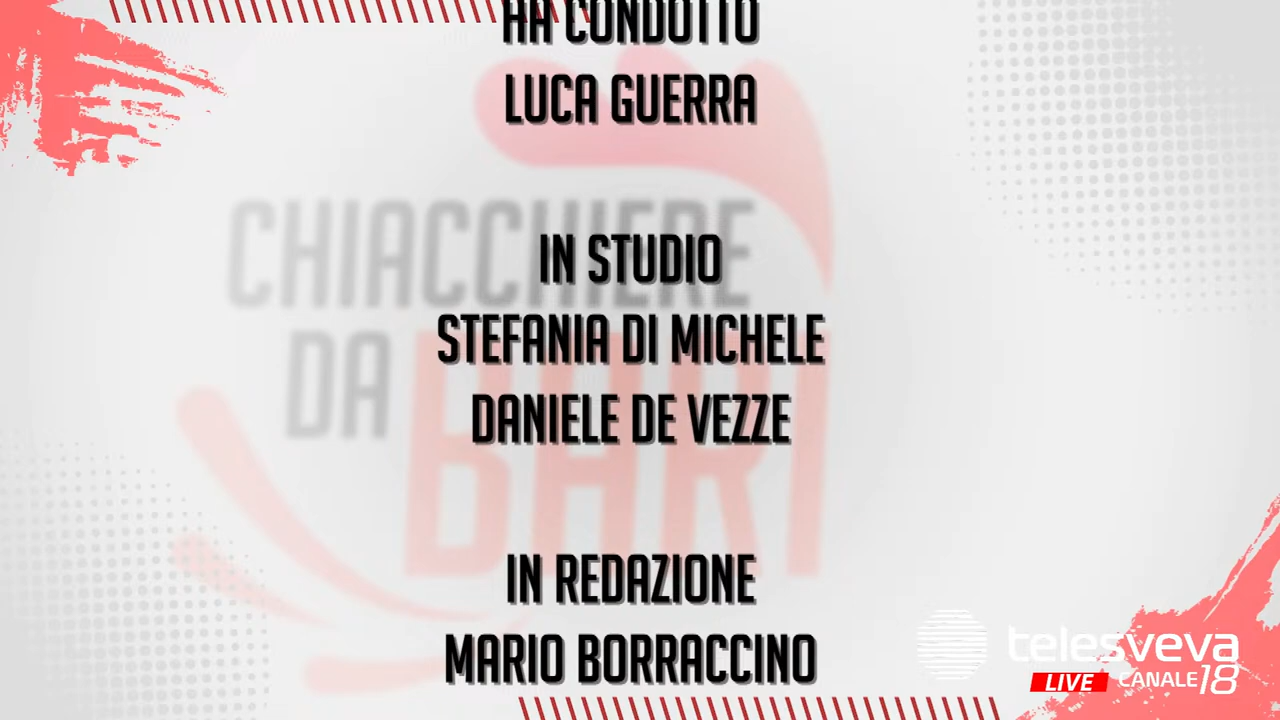 HA CONDOTTO
LUCA GUERRA
CHIACCHIERE
DA BARI
IN STUDIO
STEFANIA DI MICHELE
DANIELE DE VEZZE
IN REDAZIONE
MARIO BORRACCINO
telesveva
LIVE CANALE 18